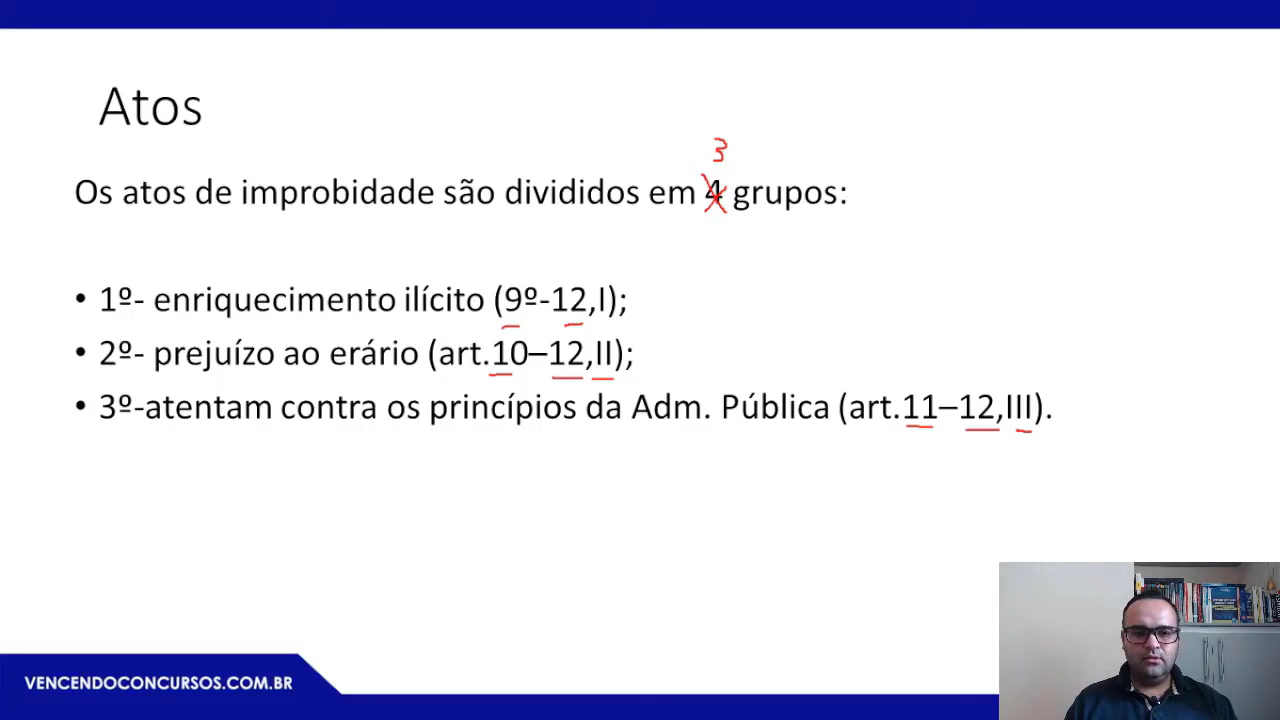 Atos
3
Os atos de improbidade são divididos em 4 grupos:
• 1º- enriquecimento ilícito (9º-12,I);
• 2º- prejuízo ao erário (art.10–12,II);
• 3º-atentam contra os princípios da Adm. Pública (art.11–12,III).
VENCENDOCONCURSOS.COM.BR